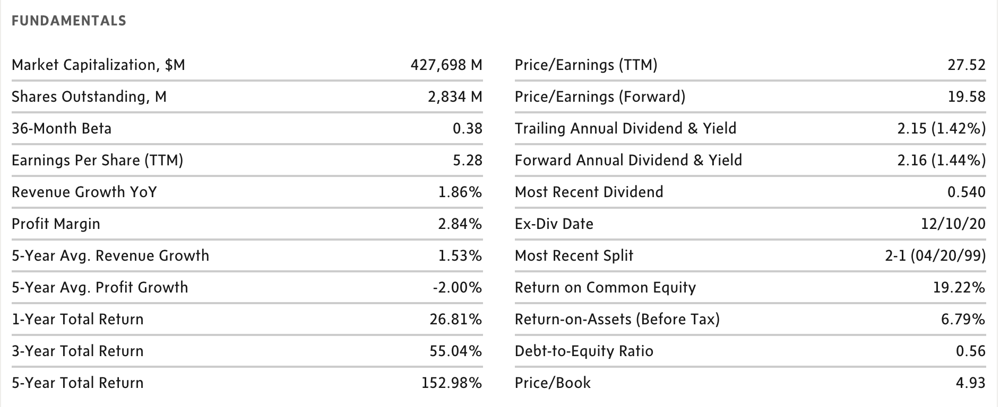 FUNDAMENTALS
Market Capitalization, $M 427,698 M
Shares Outstanding, M 2,834 M
36-Month Beta 0.38
Earnings Per Share (TTM) 5.28
Revenue Growth YoY 1.86%
Profit Margin 2.84%
5-Year Avg. Revenue Growth 1.53%
5-Year Avg. Profit Growth -2.00%
1-Year Total Return 26.81%
3-Year Total Return 55.04%
5-Year Total Return 152.98%
Price/Earnings (TTM) 27.52
Price/Earnings (Forward) 19.58
Trailing Annual Dividend & Yield 2.15 (1.42%)
Forward Annual Dividend & Yield 2.16 (1.44%)
Most Recent Dividend 0.540
Ex-Div Date 12/10/20
Most Recent Split 2-1 (04/20/99)
Return on Common Equity 19.22%
Return-on-Assets (Before Tax) 6.79%
Debt-to-Equity Ratio 0.56
Price/Book 4.93